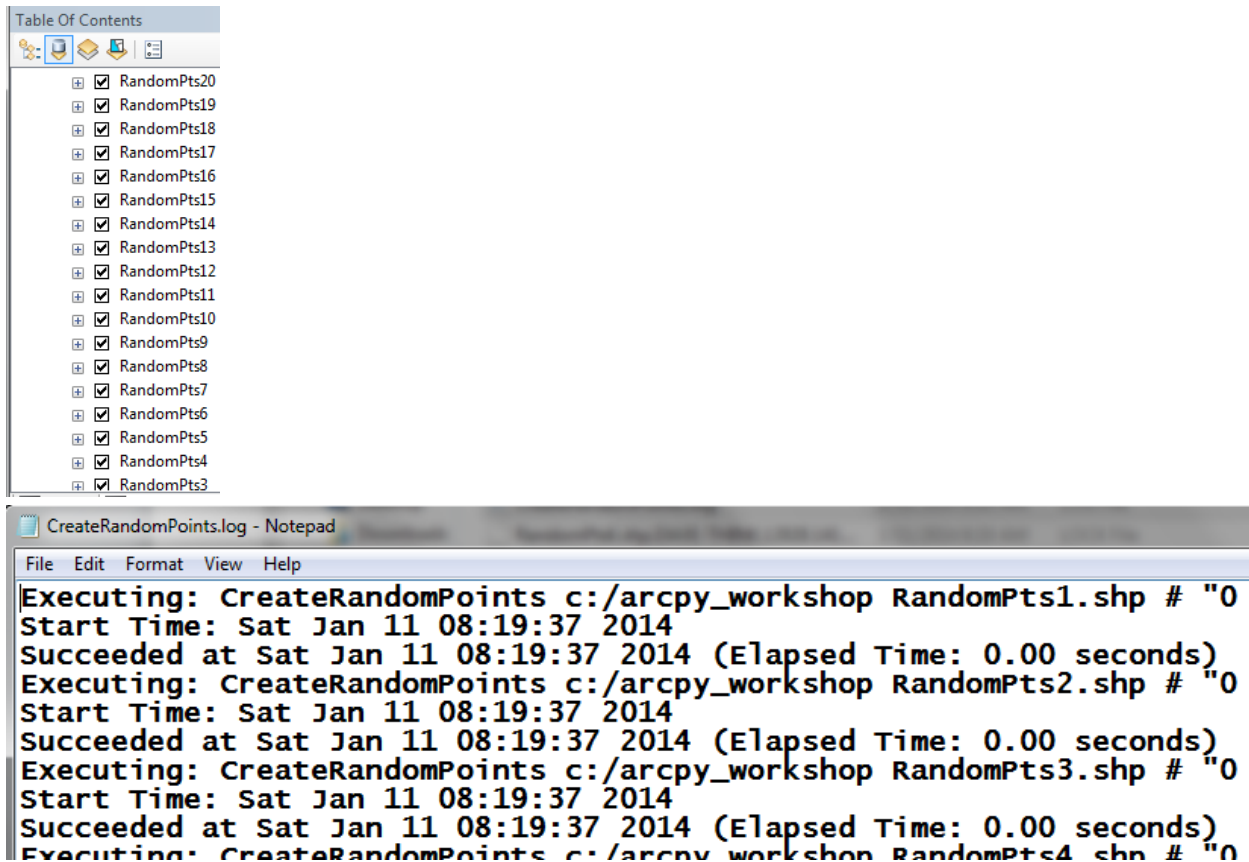 Table Of Contents
RandomPts20
RandomPts19
RandomPts18
RandomPts17
RandomPts16
RandomPts15
RandomPts14
RandomPts13
RandomPts12
RandomPts11
RandomPts10
RandomPts9
RandomPts8
RandomPts7
RandomPts6
RandomPts5
RandomPts4
RandomPts3
CreateRandomPoints.log - Notepad
File Edit Format View Help
Executing: CreateRandomPoints c:/arcpy_workshop RandomPts1.shp # "0
Start Time: Sat Jan 11 08:19:37 2014
Succeeded at Sat Jan 11 08:19:37 2014 (Elapsed Time: 0.00 seconds)
Executing: CreateRandomPoints c:/arcpy_workshop RandomPts2.shp # "0
Start Time: Sat Jan 11 08:19:37 2014
Succeeded at Sat Jan 11 08:19:37 2014 (Elapsed Time: 0.00 seconds)
Executing: CreateRandomPoints c:/arcpy_workshop RandomPts3.shp # "0
Start Time: Sat Jan 11 08:19:37 2014
Succeeded at Sat Jan 11 08:19:37 2014 (Elapsed Time: 0.00 seconds)
Executing: CreateRandomPoints c:/arcpy_workshop RandomPts4.shp # "0